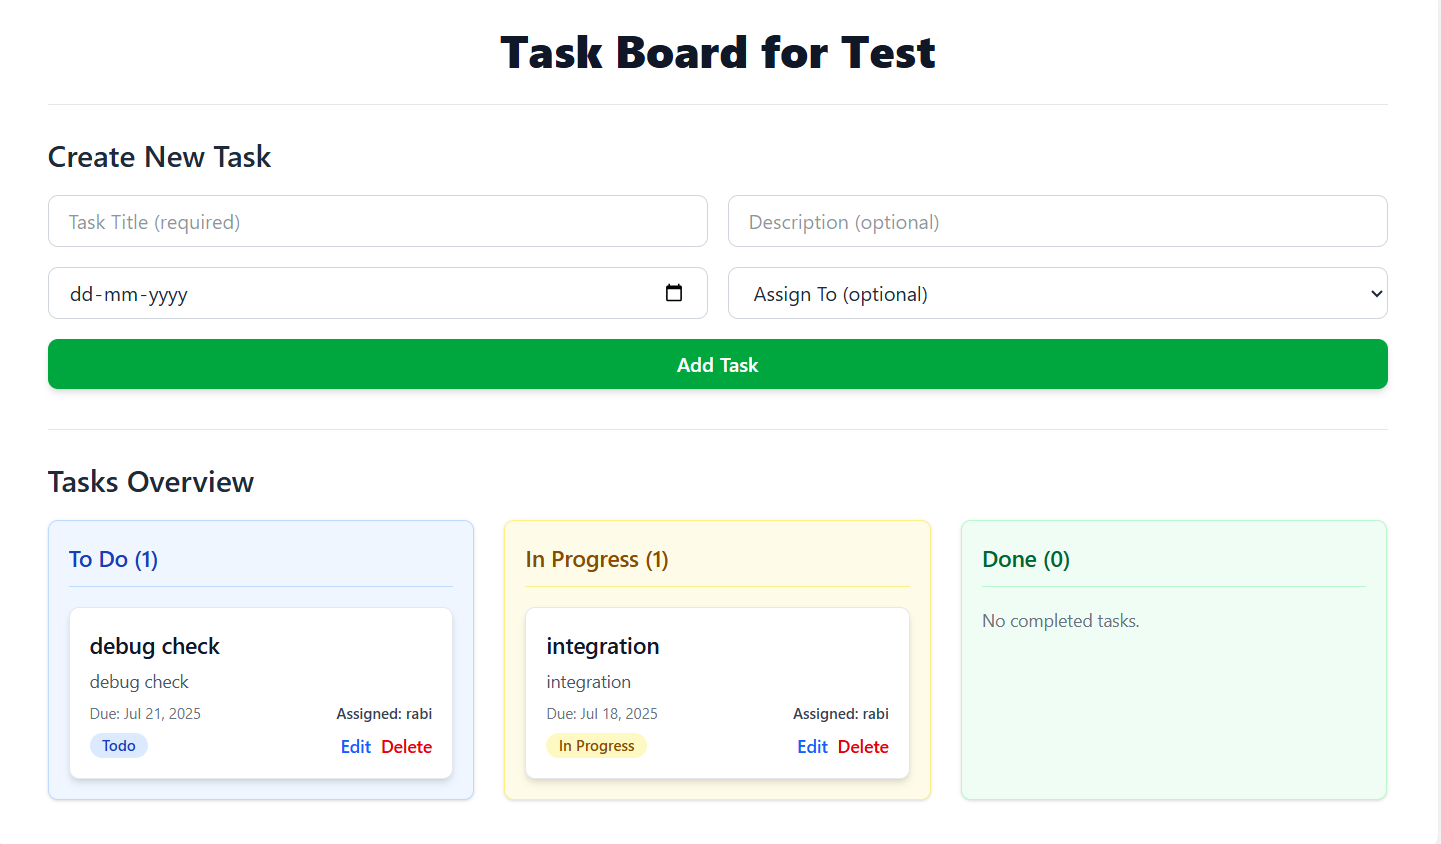 Task Board for Test
Create New Task
Task Title (required)
Description (optional)
dd-mm-yyyy
Assign To (optional)
Add Task
Tasks Overview
To Do (1)
debug check
debug check
Due: Jul 21, 2025
Assigned: rabi
Todo
Edit Delete
In Progress (1)
integration
integration
Due: Jul 18, 2025
Assigned: rabi
In Progress
Edit Delete
Done (0)
No completed tasks.